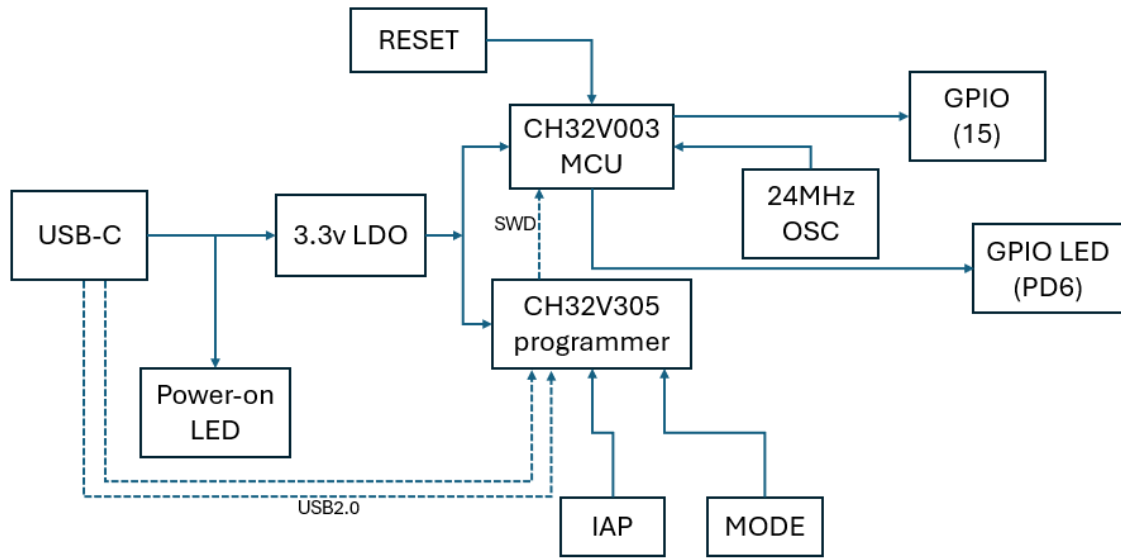 RESET
CH32V003
MCU
GPIO
(15)
24MHz
OSC
USB-C
3.3v LDO
SWD
GPIO LED
(PD6)
CH32V305
programmer
Power-on
LED
USB2.0
IAP
MODE